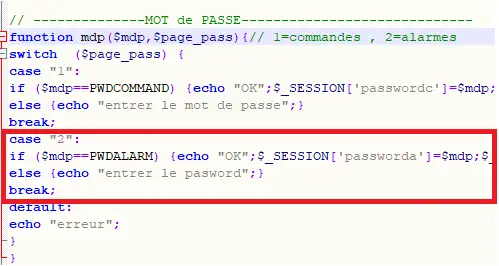 // ---------------MOT de PASSE-----------------------------
function mdp($mdp,$page_pass){// 1=commandes , 2=alarmes
switch  ($page_pass) {
case "1":
if ($mdp==PWDCOMMAND) {echo "OK";$_SESSION['passwordc']=$mdp;
else {echo "entrer le mot de passe";}
break;
case "2":
if ($mdp==PWDALARM) {echo "OK";$_SESSION['passworda']=$mdp;$_
else {echo "entrer le pasword";}
break;
default:
echo "erreur";
}
}